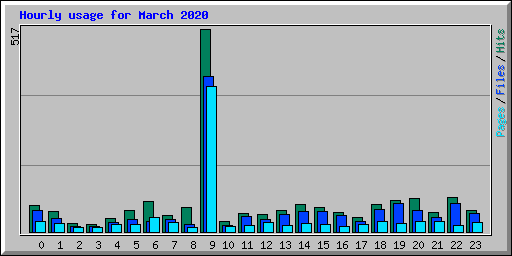 Hourly usage for March 2020
517
Pages / Files / Hits
0 1 2 3 4 5 6 7 8 9 10 11 12 13 14 15 16 17 18 19 20 21 22 23